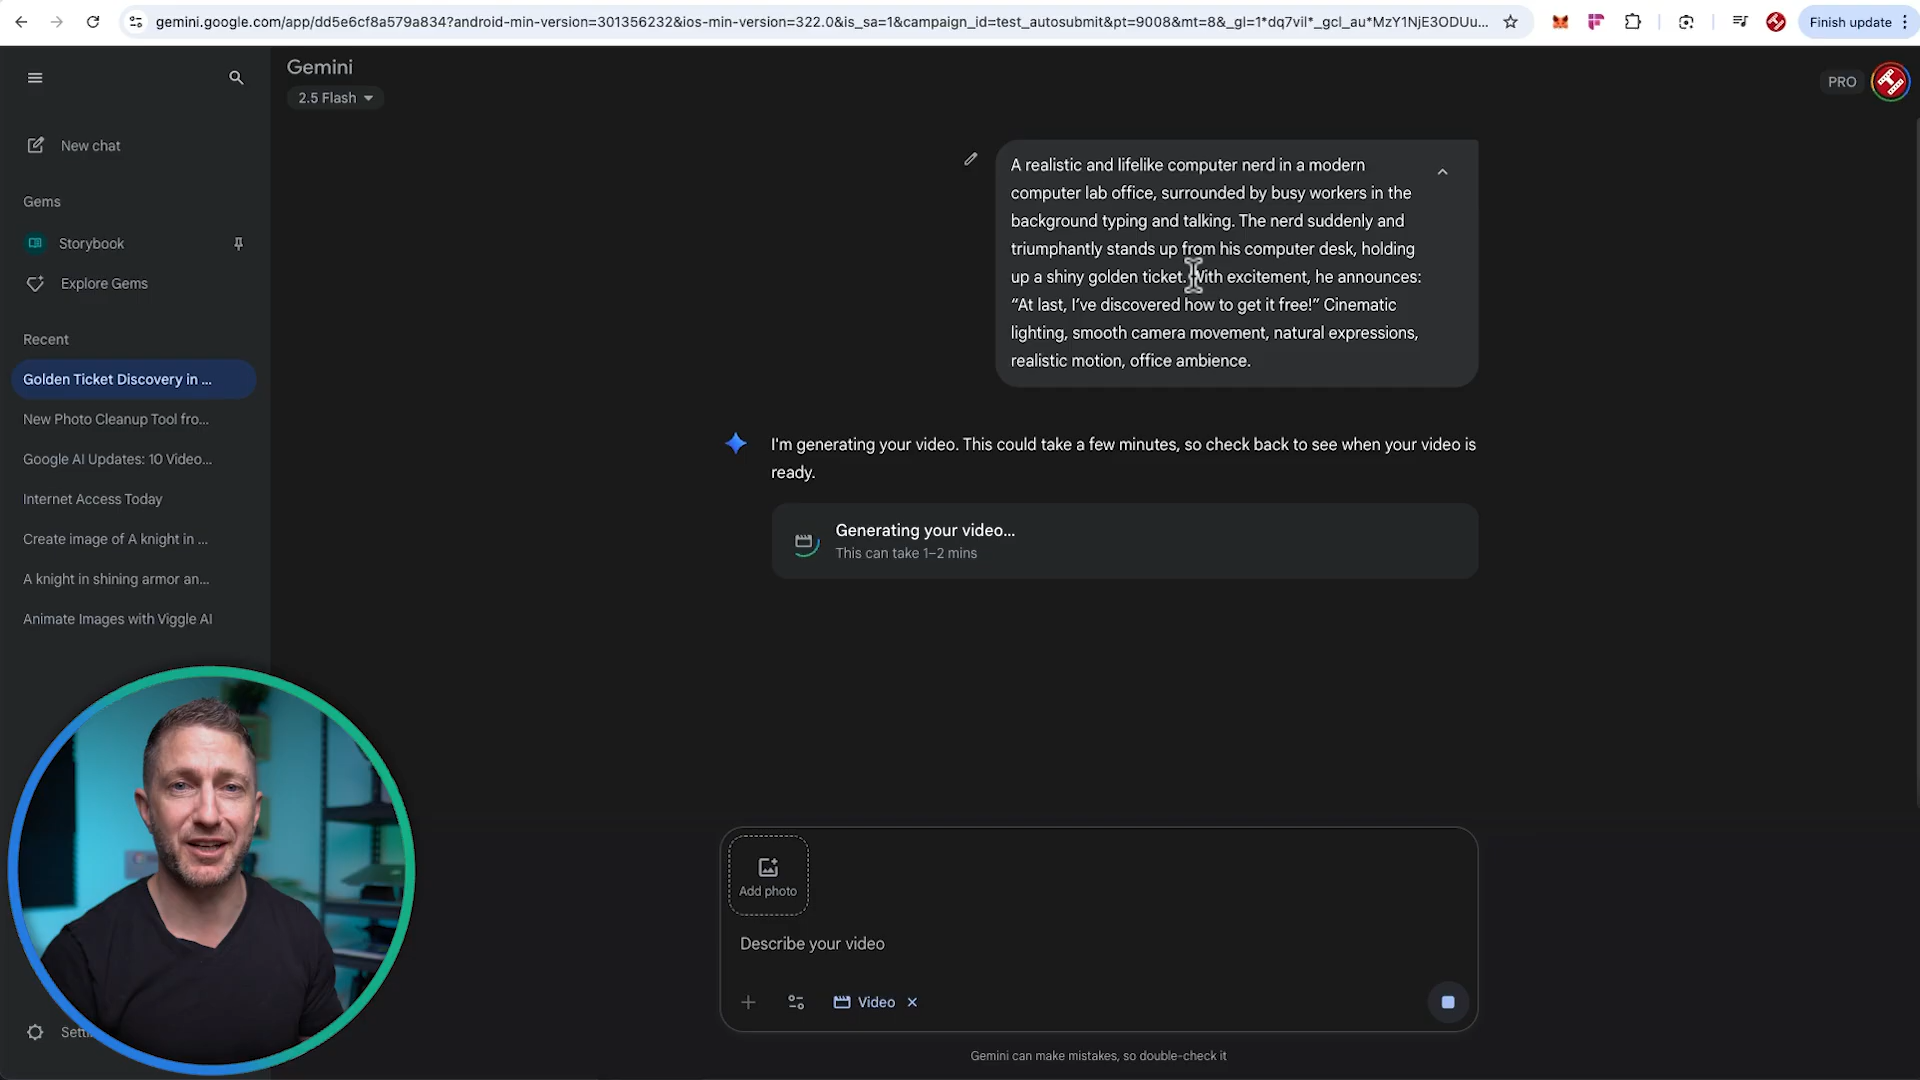 gemini.google.com/app/dd5e6cf8a579a834?android-min-version=301356232&ios-min-version=322.0&is_sa=1&campaign_id=test_autosubmit&pt=9008&mt=8&_gl=1*dq7vil*_gcl_au*MzY1NjE3ODUu...
Finish update
Gemini
2.5 Flash
PRO
New chat
Gems
Storybook
Explore Gems
Recent
Golden Ticket Discovery in ...
New Photo Cleanup Tool fro...
Google AI Updates: 10 Video...
Internet Access Today
Create image of A knight in ...
A knight in shining armor an...
Animate Images with Viggle AI
A realistic and lifelike computer nerd in a modern
computer lab office, surrounded by busy workers in the
background typing and talking. The nerd suddenly and
triumphantly stands up from his computer desk, holding
up a shiny golden ticket. With excitement, he announces:
“At last, I’ve discovered how to get it free!” Cinematic
lighting, smooth camera movement, natural expressions,
realistic motion, office ambience.
I'm generating your video. This could take a few minutes, so check back to see when your video is
ready.
Generating your video...
This can take 1–2 mins
Add photo
Describe your video
Video
Gemini can make mistakes, so double-check it